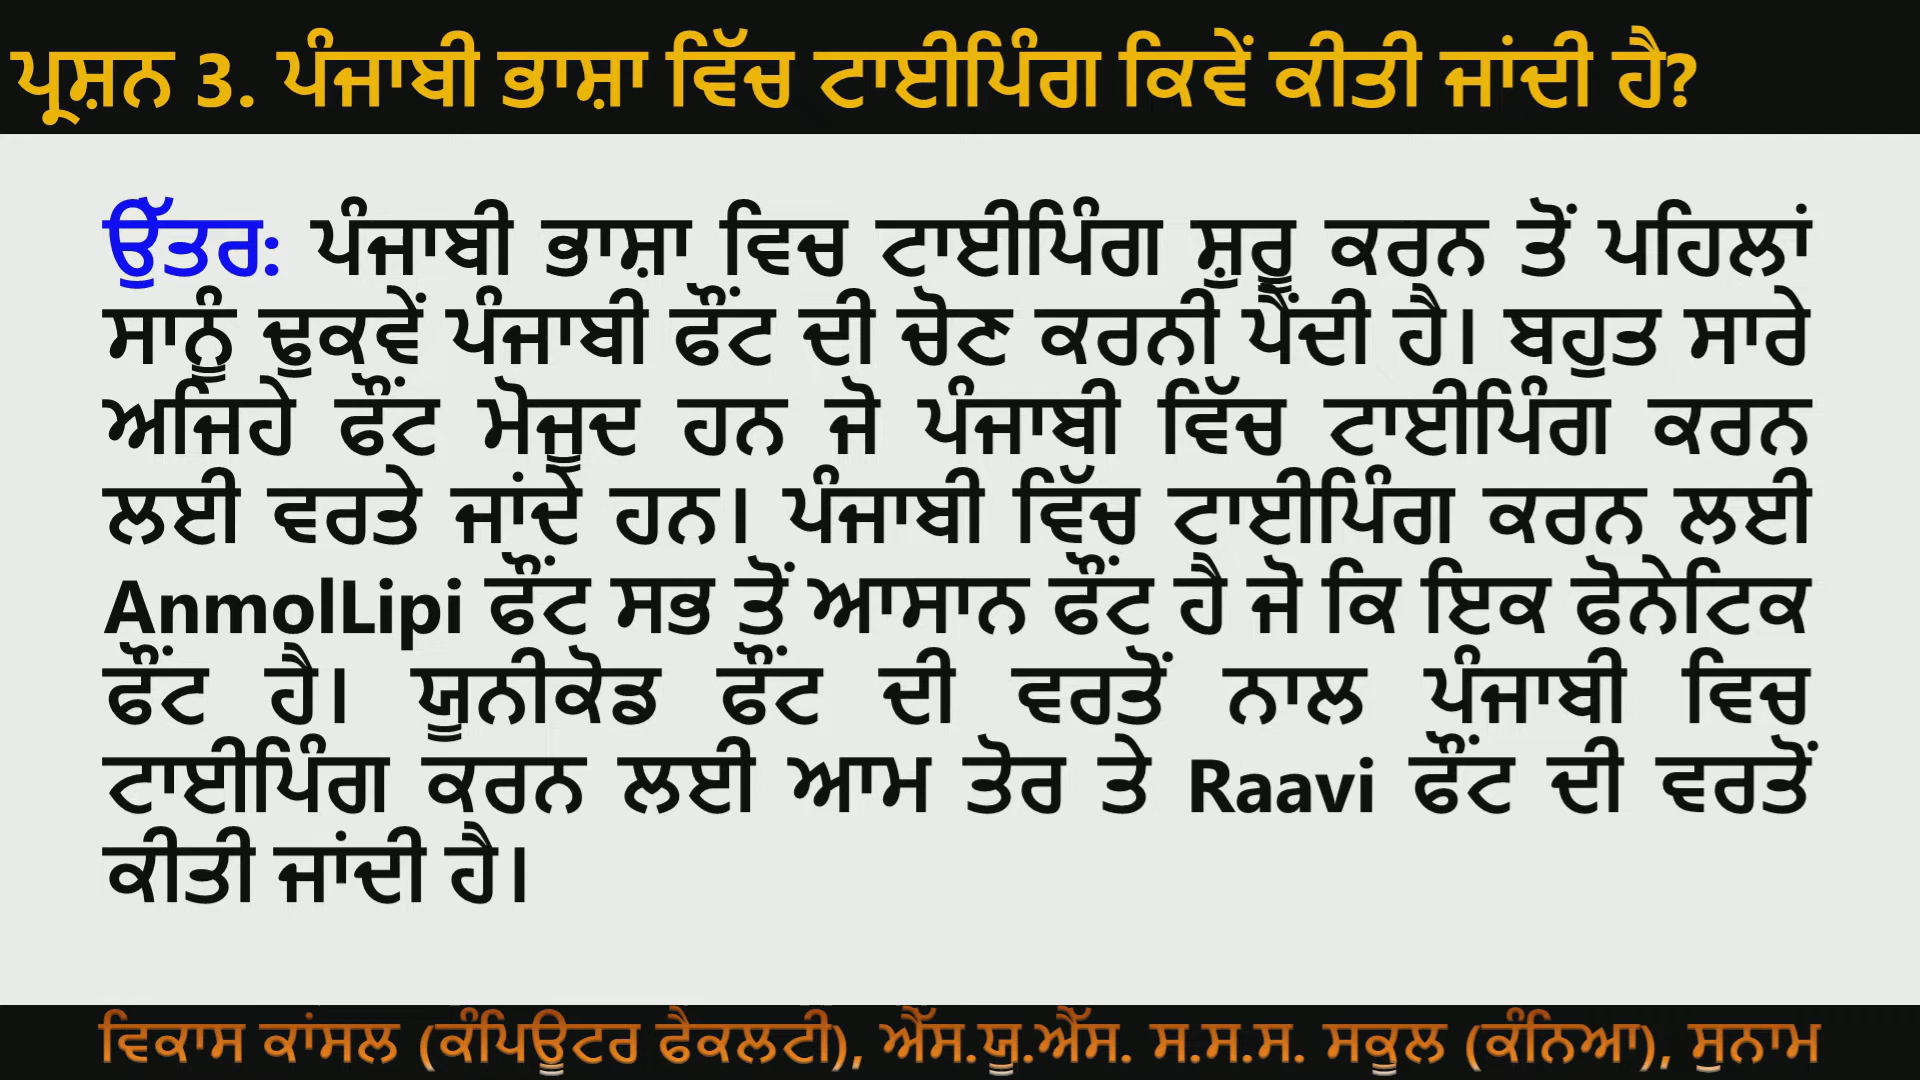 ਪ੍ਰਸ਼ਨ 3. ਪੰਜਾਬੀ ਭਾਸ਼ਾ ਵਿੱਚ ਟਾਈਪਿੰਗ ਕਿਵੇਂ ਕੀਤੀ ਜਾਂਦੀ ਹੈ?
ਉੱਤਰ: ਪੰਜਾਬੀ ਭਾਸ਼ਾ ਵਿਚ ਟਾਈਪਿੰਗ ਸ਼ੁਰੂ ਕਰਨ ਤੋਂ ਪਹਿਲਾਂ
ਸਾਨੂੰ ਢੁਕਵੇਂ ਪੰਜਾਬੀ ਫੌਂਟ ਦੀ ਚੋਣ ਕਰਨੀ ਪੈਂਦੀ ਹੈ। ਬਹੁਤ ਸਾਰੇ
ਅਜਿਹੇ ਫੌਂਟ ਮੋਜੂਦ ਹਨ ਜੋ ਪੰਜਾਬੀ ਵਿੱਚ ਟਾਈਪਿੰਗ ਕਰਨ
ਲਈ ਵਰਤੇ ਜਾਂਦੇ ਹਨ। ਪੰਜਾਬੀ ਵਿੱਚ ਟਾਈਪਿੰਗ ਕਰਨ ਲਈ
AnmolLipi ਫੌਂਟ ਸਭ ਤੋਂ ਆਸਾਨ ਫੌਂਟ ਹੈ ਜੋ ਕਿ ਇਕ ਫੋਨੇਟਿਕ
ਫੌਂਟ ਹੈ। ਯੂਨੀਕੋਡ ਫੌਂਟ ਦੀ ਵਰਤੋਂ ਨਾਲ ਪੰਜਾਬੀ ਵਿਚ
ਟਾਈਪਿੰਗ ਕਰਨ ਲਈ ਆਮ ਤੋਰ ਤੇ Raavi ਫੌਂਟ ਦੀ ਵਰਤੋਂ
ਕੀਤੀ ਜਾਂਦੀ ਹੈ।
ਵਿਕਾਸ ਕਾਂਸਲ (ਕੰਪਿਊਟਰ ਫੈਕਲਟੀ), ਐੱਸ.ਯੂ.ਐੱਸ. ਸ.ਸ.ਸ. ਸਕੂਲ (ਕੰਨਿਆ), ਸੁਨਾਮ